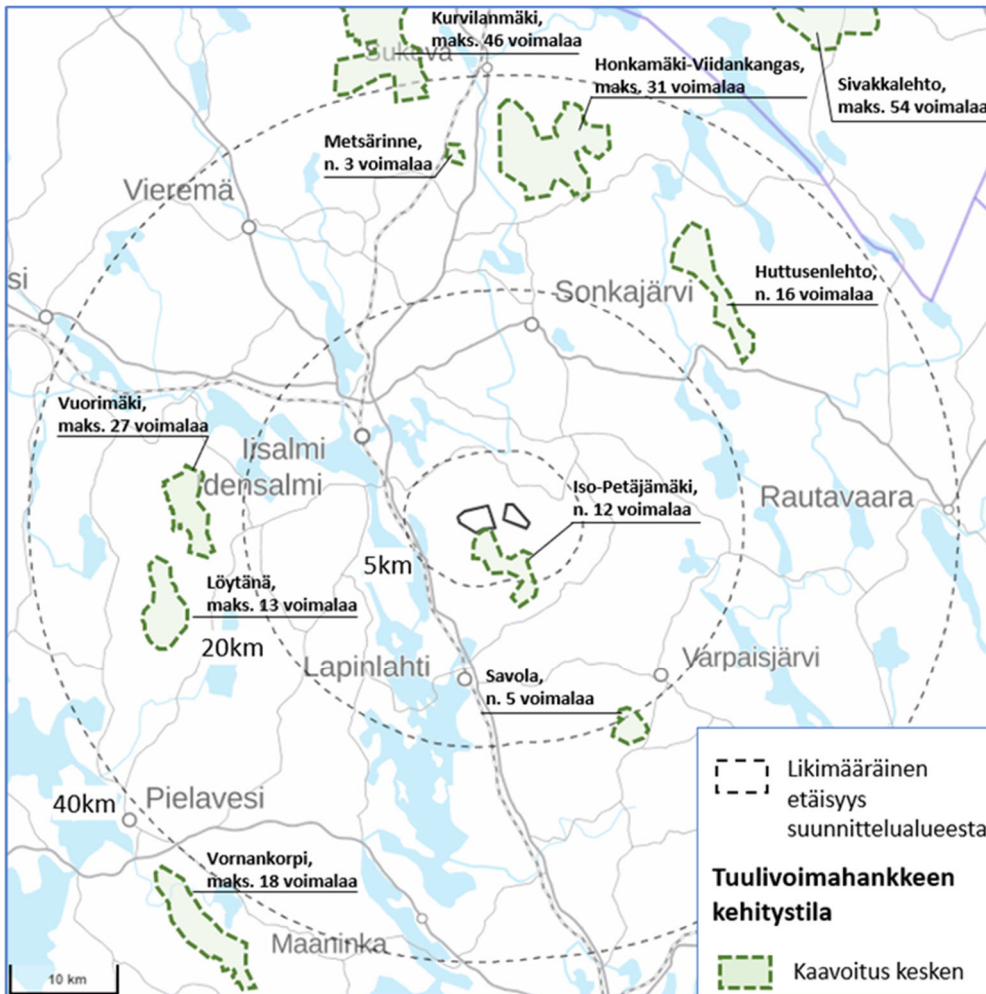 Kurvilanmäki,
maks. 46 voimalaa
Sukeva
Honkamäki-Viidankangas,
maks. 31 voimalaa
Sivakkalehto,
maks. 54 voimalaa
Metsärinne,
n. 3 voimalaa
Vieremä
si
Sonkajärvi
Huttusenlehto,
n. 16 voimalaa
Vuorimäki,
maks. 27 voimalaa
Iisalmi
Idensalmi
Iso-Petäjämäki,
n. 12 voimalaa
Rautavaara
5km
Löytänä,
maks. 13 voimalaa
20km
Lapinlahti
Savola,
n. 5 voimalaa
Varpaisjärvi
40km
Pielavesi
Vornankorpi,
maks. 18 voimalaa
Maaninka
10 km
Likimääräinen
etäisyys
suunnittelualueesta
Tuulivoimahankkeen
kehitystila
Kaavoitus kesken